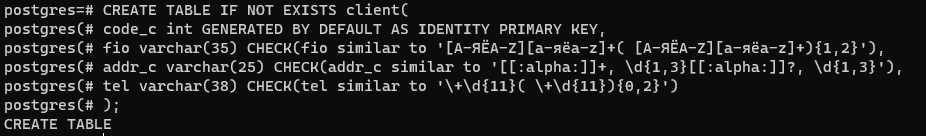 postgres=# CREATE TABLE IF NOT EXISTS client(
postgres(# code_c int GENERATED BY DEFAULT AS IDENTITY PRIMARY KEY,
postgres(# fio varchar(35) CHECK(fio similar to '[А-ЯЁA-Z][а-яёa-z]+( [А-ЯЁA-Z][а-яёa-z]+){1,2}'),
postgres(# addr_c varchar(25) CHECK(addr_c similar to '[[:alpha:]]+, \d{1,3}[[:alpha:]]?, \d{1,3}'),
postgres(# tel varchar(38) CHECK(tel similar to '\+\d{11}( \+\d{11}){0,2}')
postgres(# );
CREATE TABLE